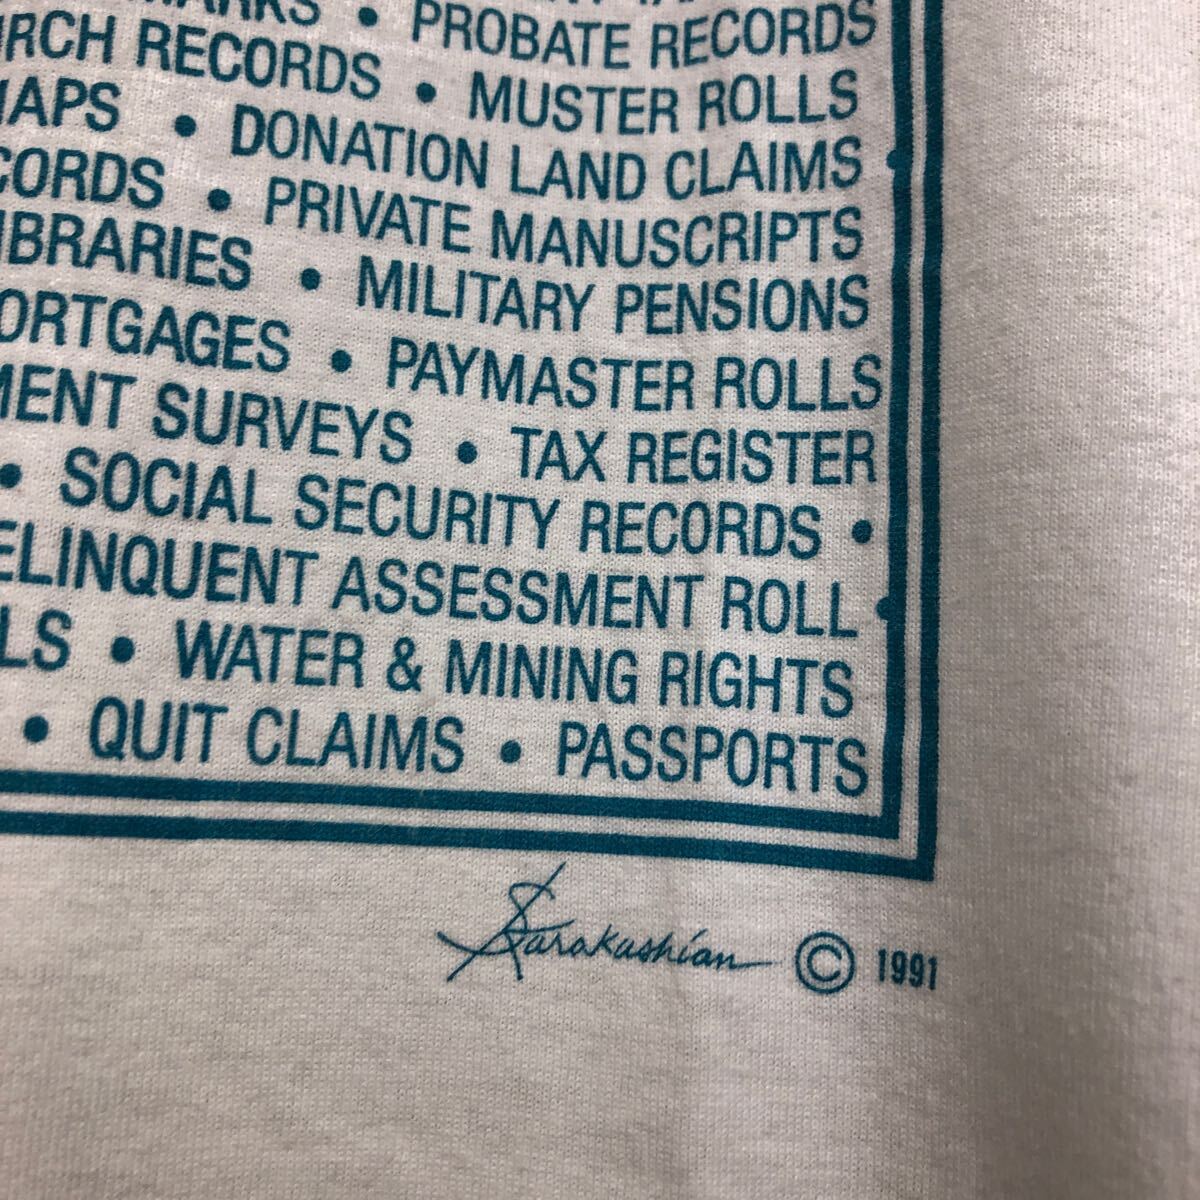 • PROBATE RECORDS
RCH RECORDS • MUSTER ROLLS
APS • DONATION LAND CLAIMS •
CORDS • PRIVATE MANUSCRIPTS
IBRARIES • MILITARY PENSIONS
ORTGAGES • PAYMASTER ROLLS
MENT SURVEYS • TAX REGISTER
• SOCIAL SECURITY RECORDS •
ELINQUENT ASSESSMENT ROLL •
LS • WATER & MINING RIGHTS
• QUIT CLAIMS • PASSPORTS
© 1991